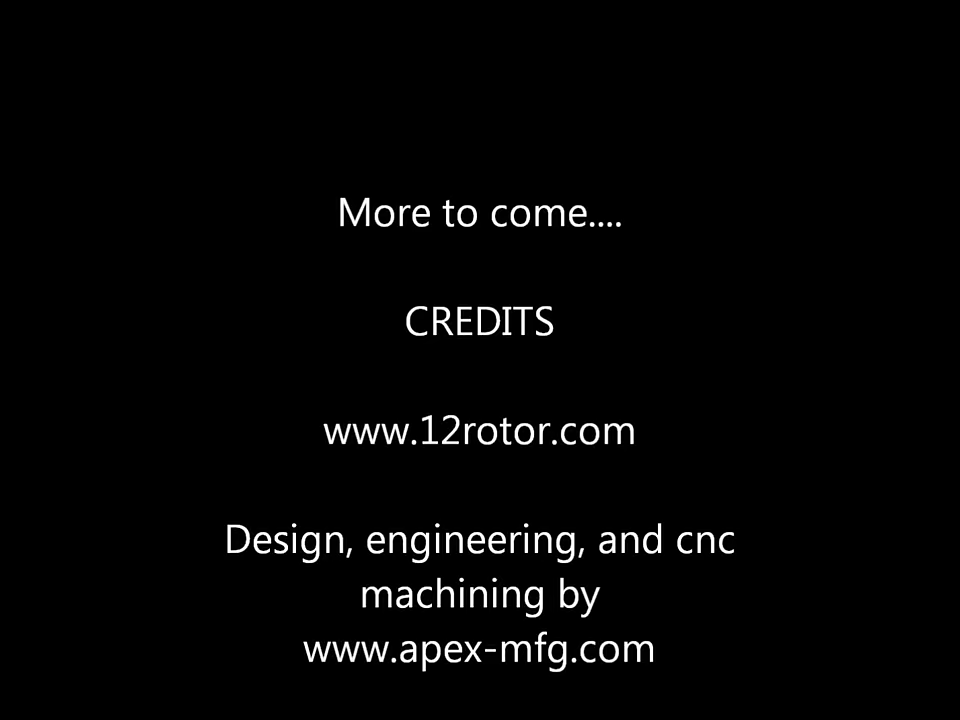 More to come....
CREDITS
www.12rotor.com
Design, engineering, and cnc
machining by
www.apex-mfg.com